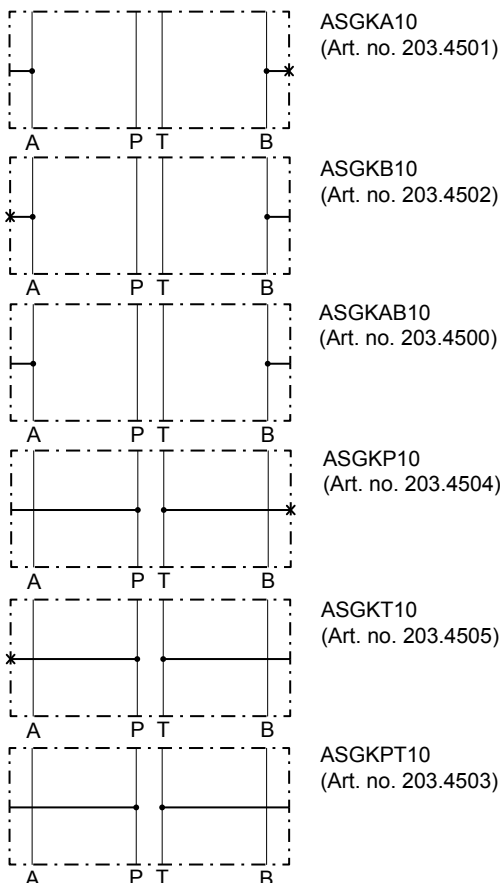 ASGKA10
(Art. no. 203.4501)
A P T B
ASGKB10
(Art. no. 203.4502)
A P T B
ASGKAB10
(Art. no. 203.4500)
A P T B
ASGKP10
(Art. no. 203.4504)
A P T B
ASGKT10
(Art. no. 203.4505)
A P T B
ASGKPT10
(Art. no. 203.4503)
A P T B